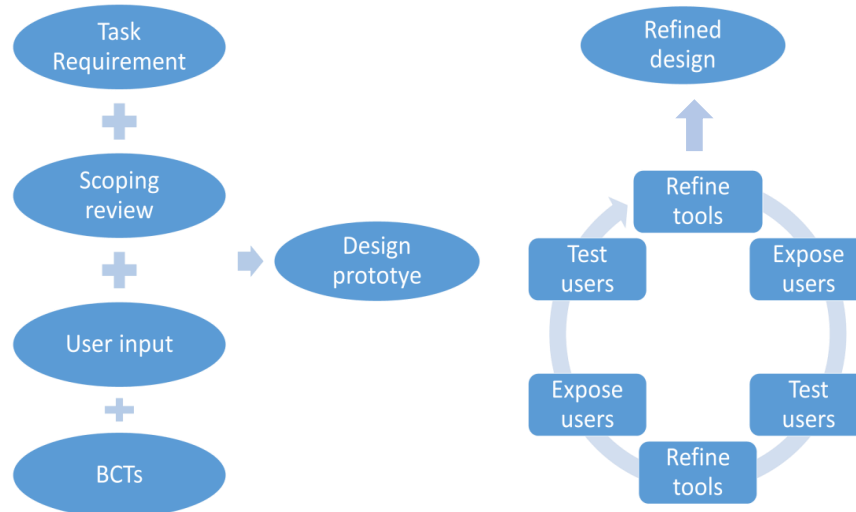 Task
Requirement
Scoping
review
User input
BCTs
Design
prototye
Refined
design
Refine
tools
Expose
users
Test
users
Refine
tools
Expose
users
Test
users